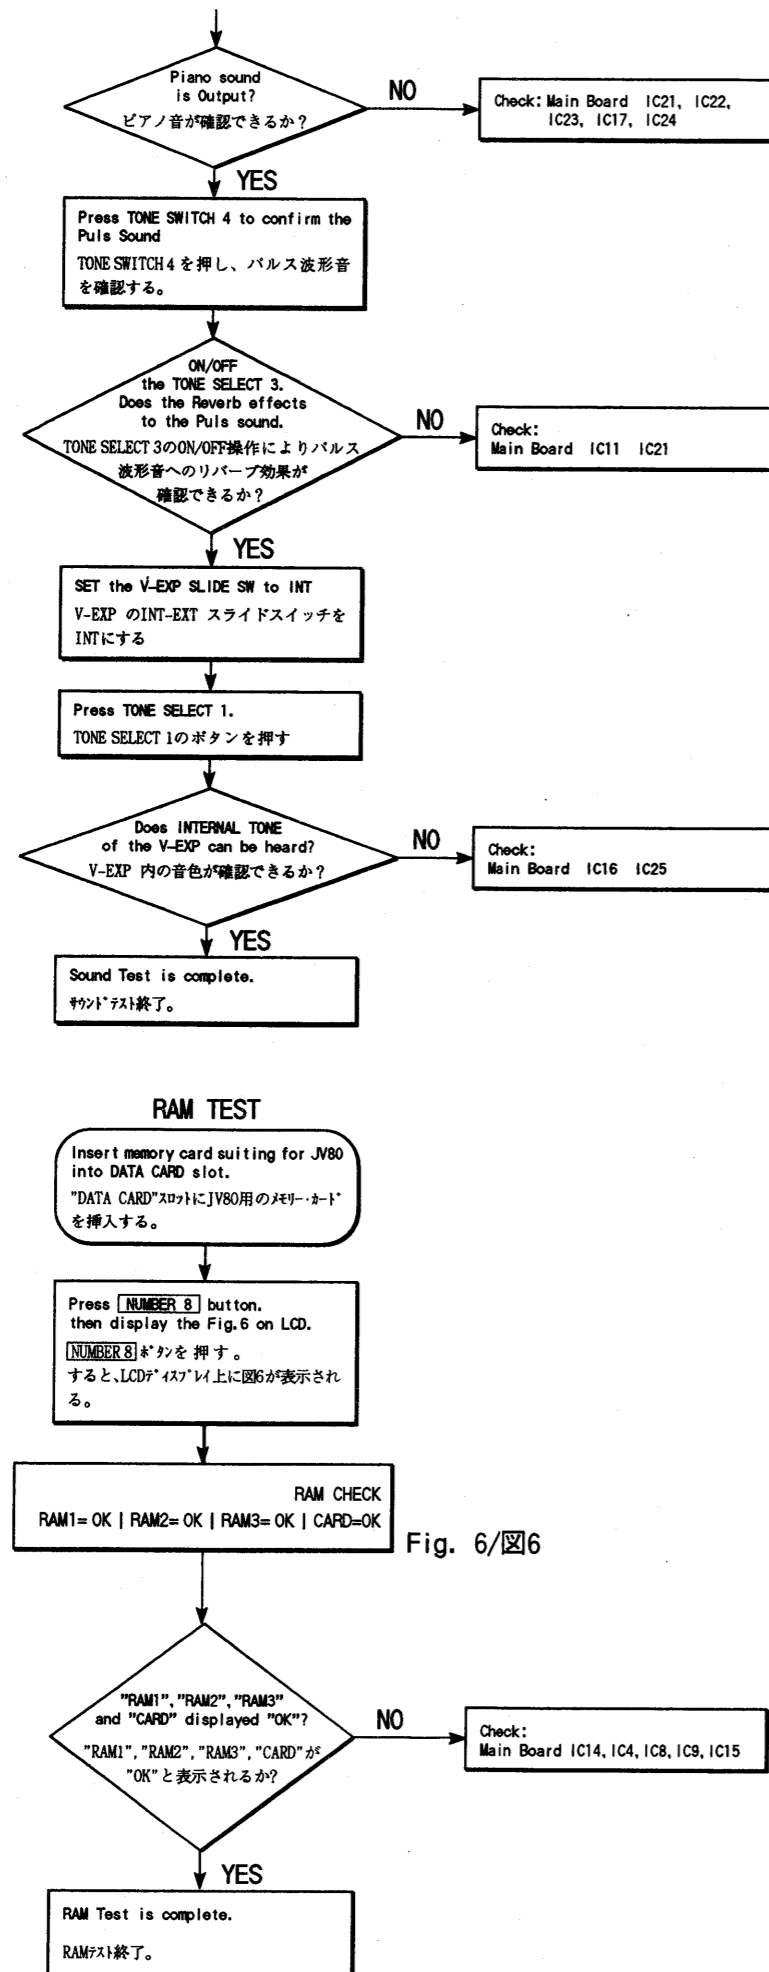 Piano sound
is Output?
ピアノ音が確認できるか？
NO
Check: Main Board IC21, IC22,
IC23, IC17, IC24
YES
Press TONE SWITCH 4 to confirm the
Puls Sound
TONE SWITCH 4 を押し、パルス波形音
を確認する。
ON/OFF
the TONE SELECT 3.
Does the Reverb effects
to the Puls sound.
TONE SELECT 3のON/OFF操作によりパルス
波形音へのリバーブ効果が
確認できるか？
NO
Check:
Main Board IC11 IC21
YES
SET the V-EXP SLIDE SW to INT
V-EXP のINT-EXT スライドスイッチを
INTにする
Press TONE SELECT 1.
TONE SELECT 1のボタンを押す
Does INTERNAL TONE
of the V-EXP can be heard?
V-EXP 内の音色が確認できるか？
NO
Check:
Main Board IC16 IC25
YES
Sound Test is complete.
ｻｳﾝﾄﾞﾃｽﾄ終了。
RAM TEST
Insert memory card suiting for JV80
into DATA CARD slot.
"DATA CARD"ｽﾛｯﾄにJV80用のﾒﾓﾘｰ･ｶｰﾄﾞ
を挿入する。
Press NUMBER 8 button.
then display the Fig.6 on LCD.
NUMBER 8 ﾎﾞﾀﾝを 押す。
すると、LCDﾃﾞｨｽﾌﾟﾚｲ上に図6が表示され
る。
RAM CHECK
RAM1= OK | RAM2= OK | RAM3= OK | CARD=OK
Fig. 6/図6
"RAM1", "RAM2", "RAM3"
and "CARD" displayed "OK"?
"RAM1", "RAM2", "RAM3", "CARD"が
"OK"と表示されるか？
NO
Check:
Main Board IC14, IC4, IC8, IC9, IC15
YES
RAM Test is complete.
RAMﾃｽﾄ終了。